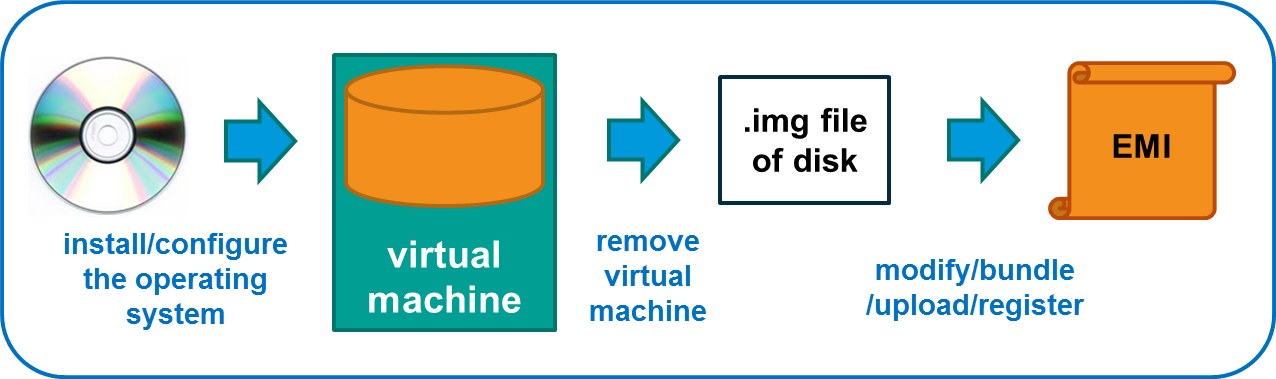 install/configure
the operating
system
virtual
machine
remove
virtual
machine
.img file
of disk
modify/bundle
/upload/register
EMI